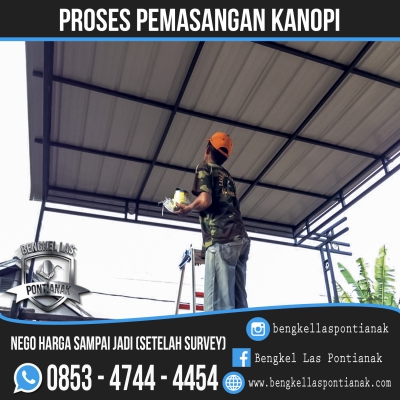 PROSES PEMASANGAN KANOPI
BENGKEL LAS
PONTIANAK
bengkellaspontianak
NEGO HARGA SAMPAI JADI (SETELAH SURVEY)
Bengkel Las Pontianak
0853 - 4744 - 4454
www.bengkellaspontianak.com